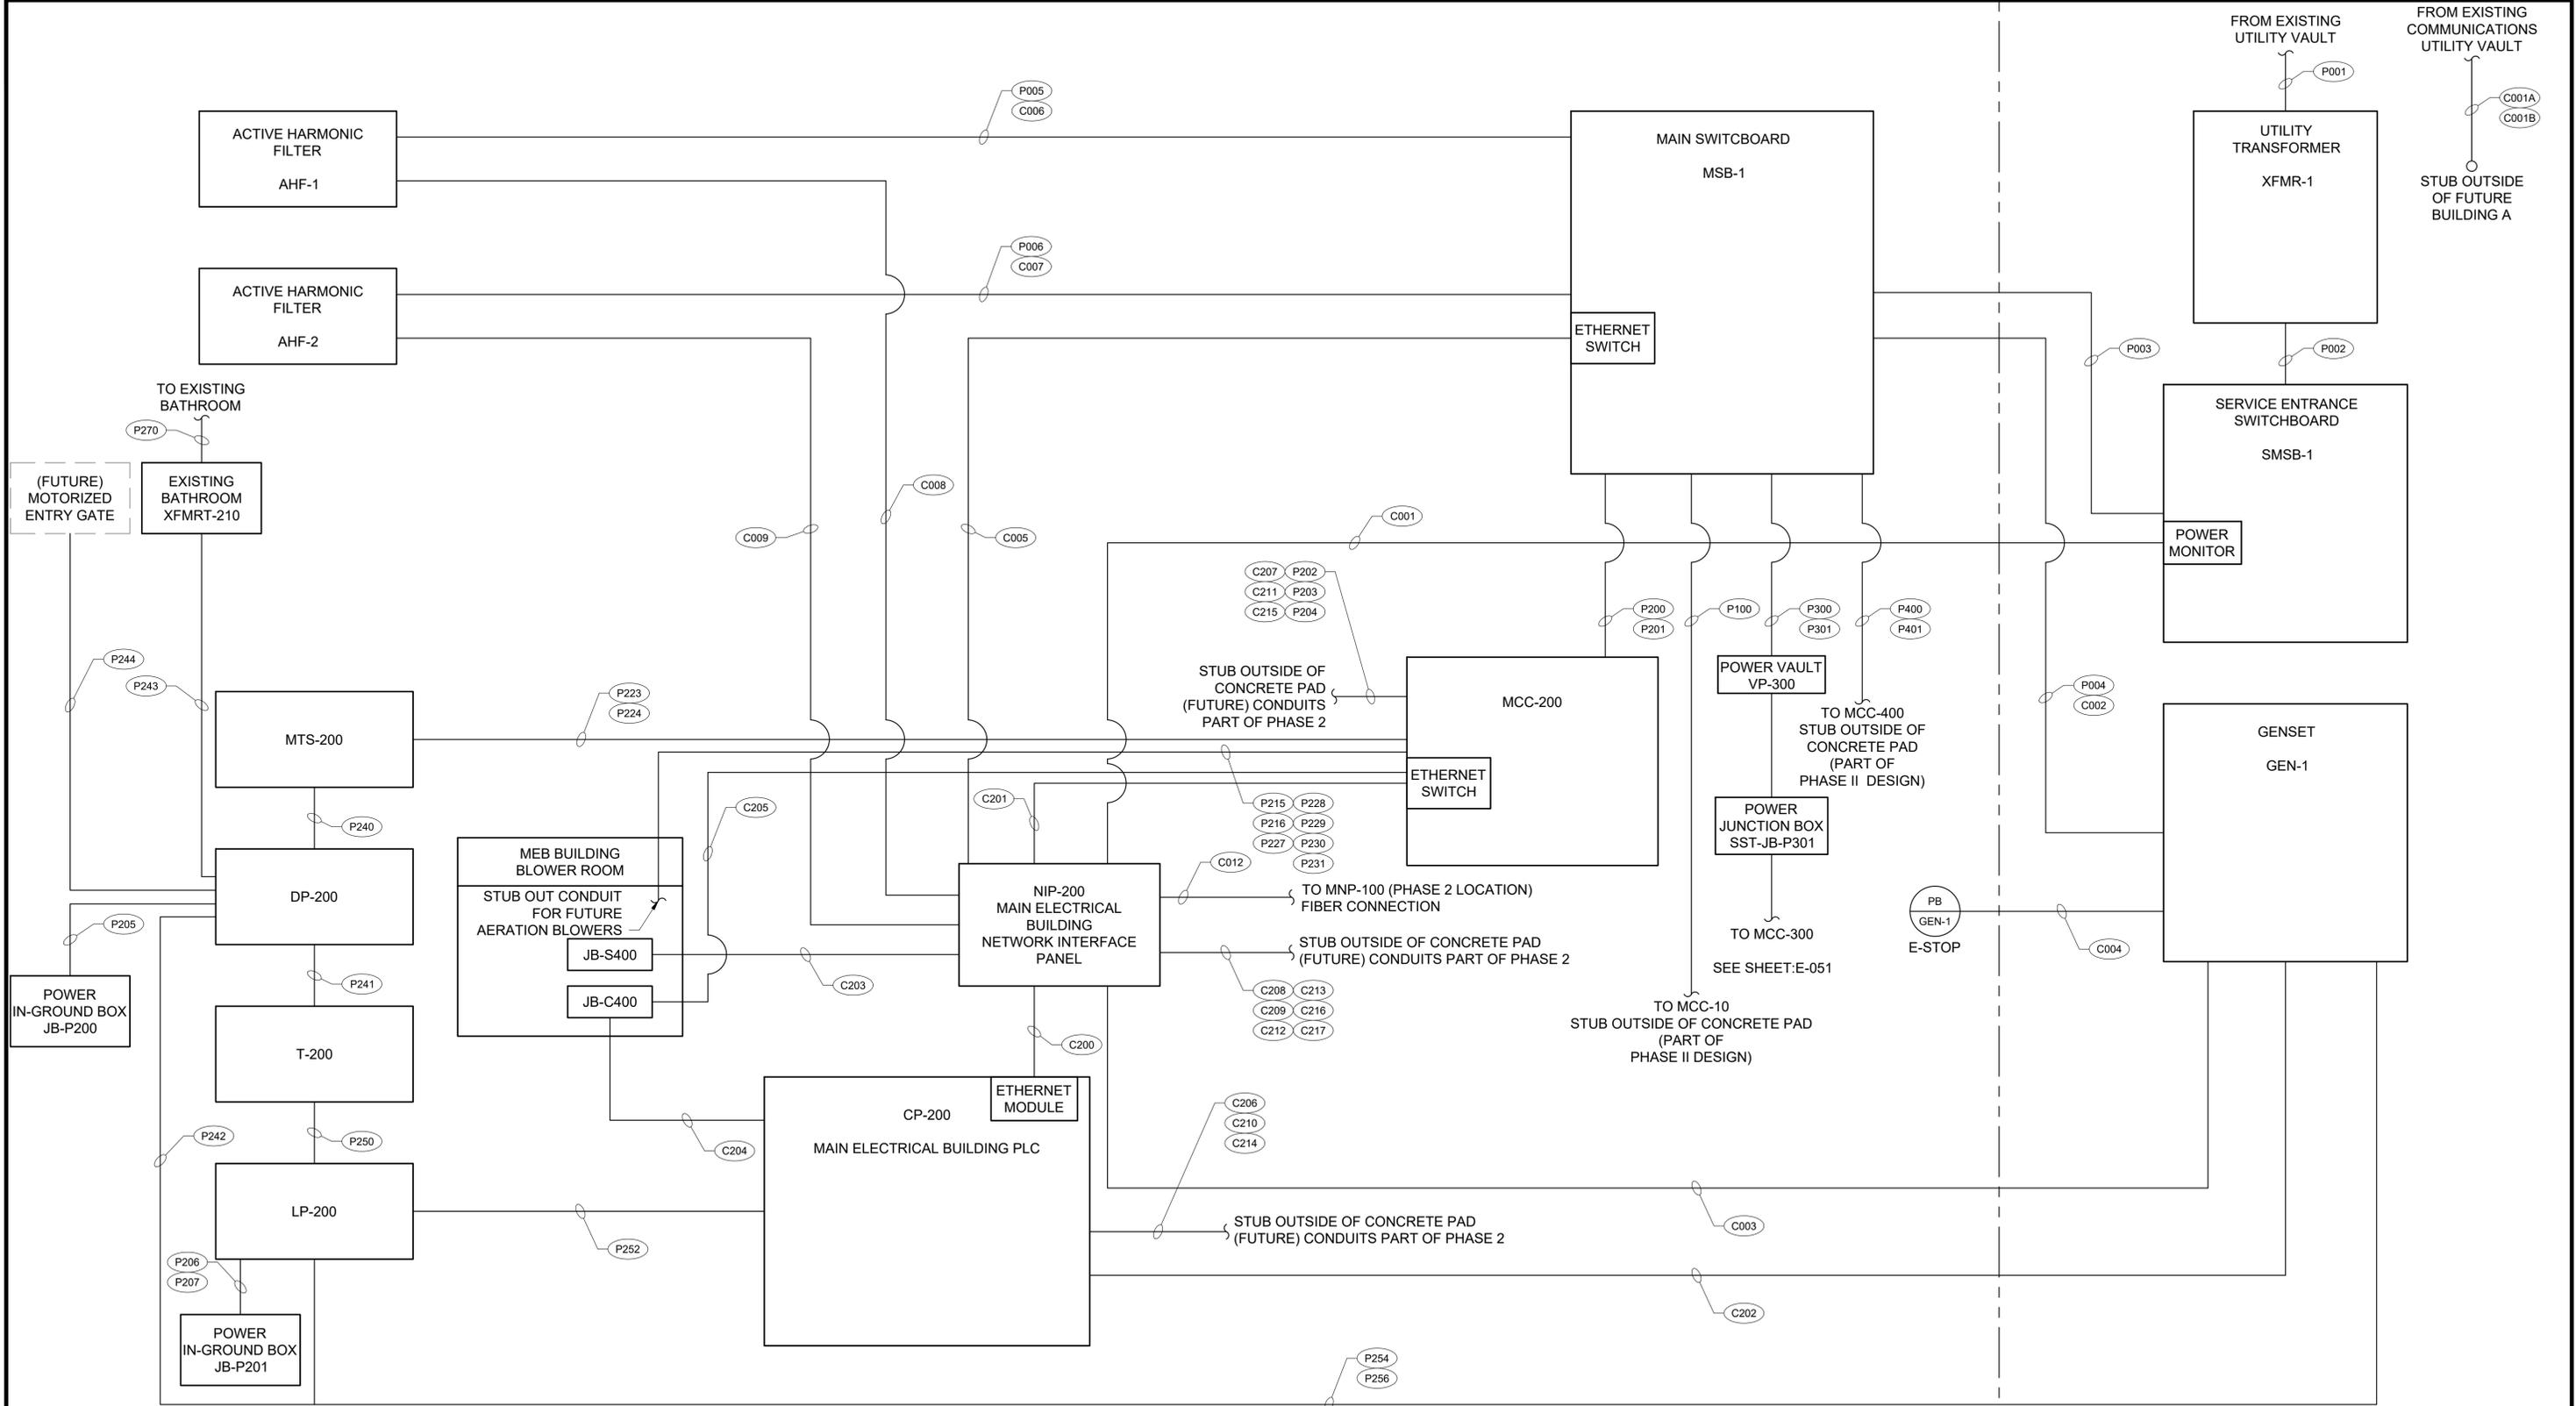 FROM EXISTING
UTILITY VAULT
FROM EXISTING
COMMUNICATIONS
UTILITY VAULT
P001
C001A
C001B
STUB OUTSIDE
OF FUTURE
BUILDING A
ACTIVE HARMONIC
FILTER
AHF-1
P005
C006
MAIN SWITCBOARD
MSB-1
UTILITY
TRANSFORMER
XFMR-1
ACTIVE HARMONIC
FILTER
AHF-2
P006
C007
ETHERNET
SWITCH
P003
P002
TO EXISTING
BATHROOM
P270
(FUTURE)
MOTORIZED
ENTRY GATE
EXISTING
BATHROOM
XFMRT-210
C009
C008
C005
C001
SERVICE ENTRANCE
SWITCHBOARD
SMSB-1
POWER
MONITOR
C207 P202
C211 P203
C215 P204
P200
P201
P100
P300
P301
P400
P401
P244
P243
P223
P224
STUB OUTSIDE OF
CONCRETE PAD
(FUTURE) CONDUITS
PART OF PHASE 2
MCC-200
POWER VAULT
VP-300
TO MCC-400
STUB OUTSIDE OF
CONCRETE PAD
(PART OF
PHASE II DESIGN)
P004
C002
GENSET
GEN-1
MTS-200
ETHERNET
SWITCH
P240
C205
C201
P215 P228
P216 P229
P227 P230
P231
POWER
JUNCTION BOX
SST-JB-P301
DP-200
MEB BUILDING
BLOWER ROOM
STUB OUT CONDUIT
FOR FUTURE
AERATION BLOWERS
JB-S400
JB-C400
C203
NIP-200
MAIN ELECTRICAL
BUILDING
NETWORK INTERFACE
PANEL
C012
TO MNP-100 (PHASE 2 LOCATION)
FIBER CONNECTION
STUB OUTSIDE OF CONCRETE PAD
(FUTURE) CONDUITS PART OF PHASE 2
C208 C213
C209 C216
C212 C217
TO MCC-300
SEE SHEET:E-051
PB
GEN-1
E-STOP
C004
P205
POWER
IN-GROUND BOX
JB-P200
P241
T-200
C200
TO MCC-10
STUB OUTSIDE OF CONCRETE PAD
(PART OF
PHASE II DESIGN)
P242
P250
C204
CP-200
MAIN ELECTRICAL BUILDING PLC
ETHERNET
MODULE
C206
C210
C214
LP-200
P252
STUB OUTSIDE OF CONCRETE PAD
(FUTURE) CONDUITS PART OF PHASE 2
C003
P206
P207
C202
POWER
IN-GROUND BOX
JB-P201
P254
P256